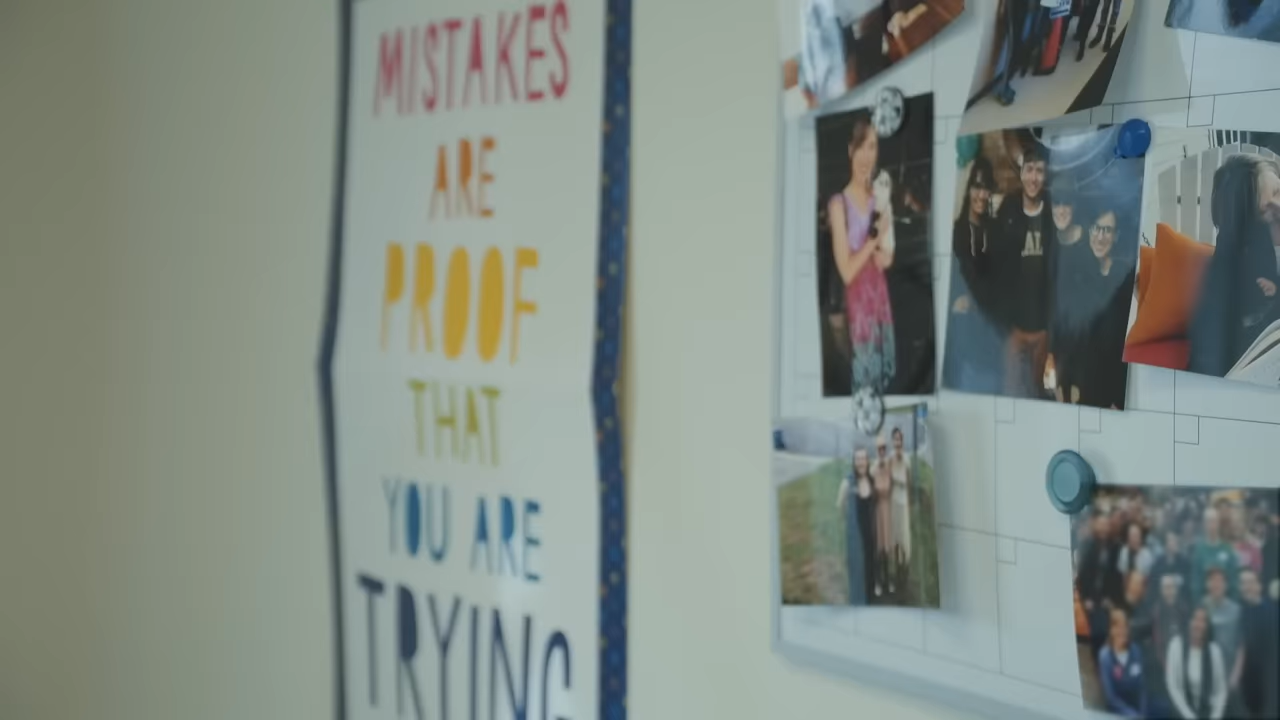 MISTAKES
ARE
PROOF
THAT
YOU ARE
TRYING